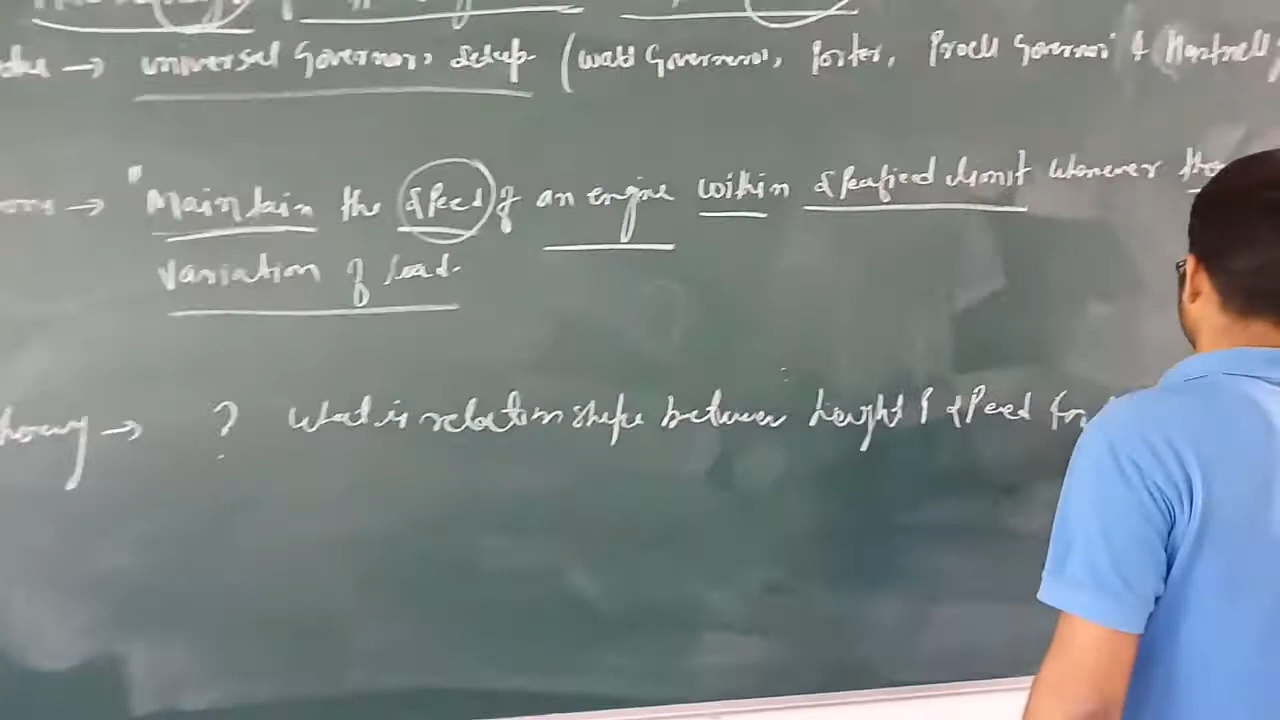 → universal Governors setup (Watt Governors, Porter, Proell Governor & Hartnell,
→ "Maintain the speed of an engine within specified limit whenever the
variation of load.
→ ? What is relationship between height & speed for